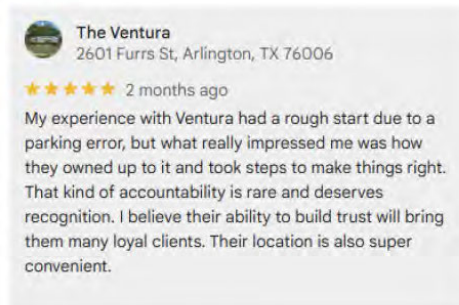 The Ventura
2601 Furrs St, Arlington, TX 76006
2 months ago
My experience with Ventura had a rough start due to a
parking error, but what really impressed me was how
they owned up to it and took steps to make things right.
That kind of accountability is rare and deserves
recognition. I believe their ability to build trust will bring
them many loyal clients. Their location is also super
convenient.